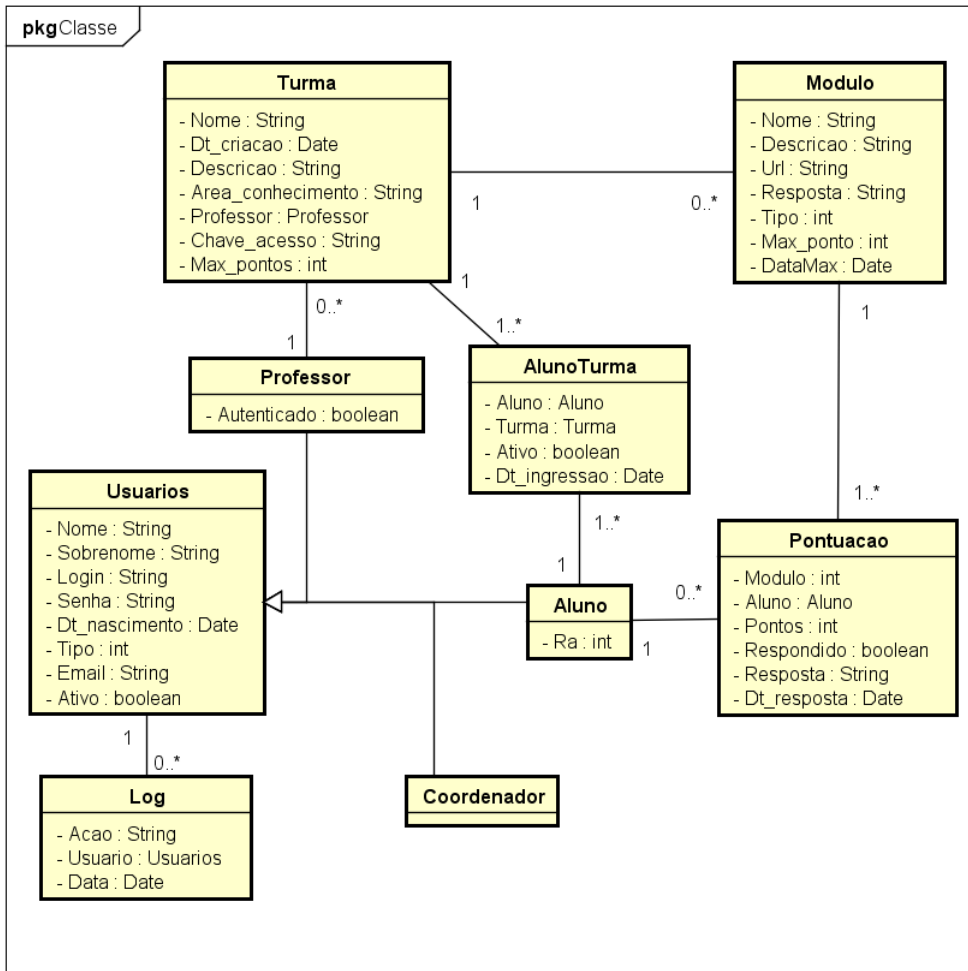 pkgClasse
Turma
- Nome : String
- Dt_criacao : Date
- Descricao : String
- Area_conhecimento : String
- Professor : Professor
- Chave_acesso : String
- Max_pontos : int
Modulo
- Nome : String
- Descricao : String
- Url : String
- Resposta : String
- Tipo : int
- Max_ponto : int
- DataMax : Date
1
0..*
0..*
1
1
1..*
1
1..*
Professor
- Autenticado : boolean
AlunoTurma
- Aluno : Aluno
- Turma : Turma
- Ativo : boolean
- Dt_ingressao : Date
Usuarios
- Nome : String
- Sobrenome : String
- Login : String
- Senha : String
- Dt_nascimento : Date
- Tipo : int
- Email : String
- Ativo : boolean
1..*
1
Aluno
- Ra : int
0..*
1
Pontuacao
- Modulo : int
- Aluno : Aluno
- Pontos : int
- Respondido : boolean
- Resposta : String
- Dt_resposta : Date
1
0..*
Log
- Acao : String
- Usuario : Usuarios
- Data : Date
Coordenador